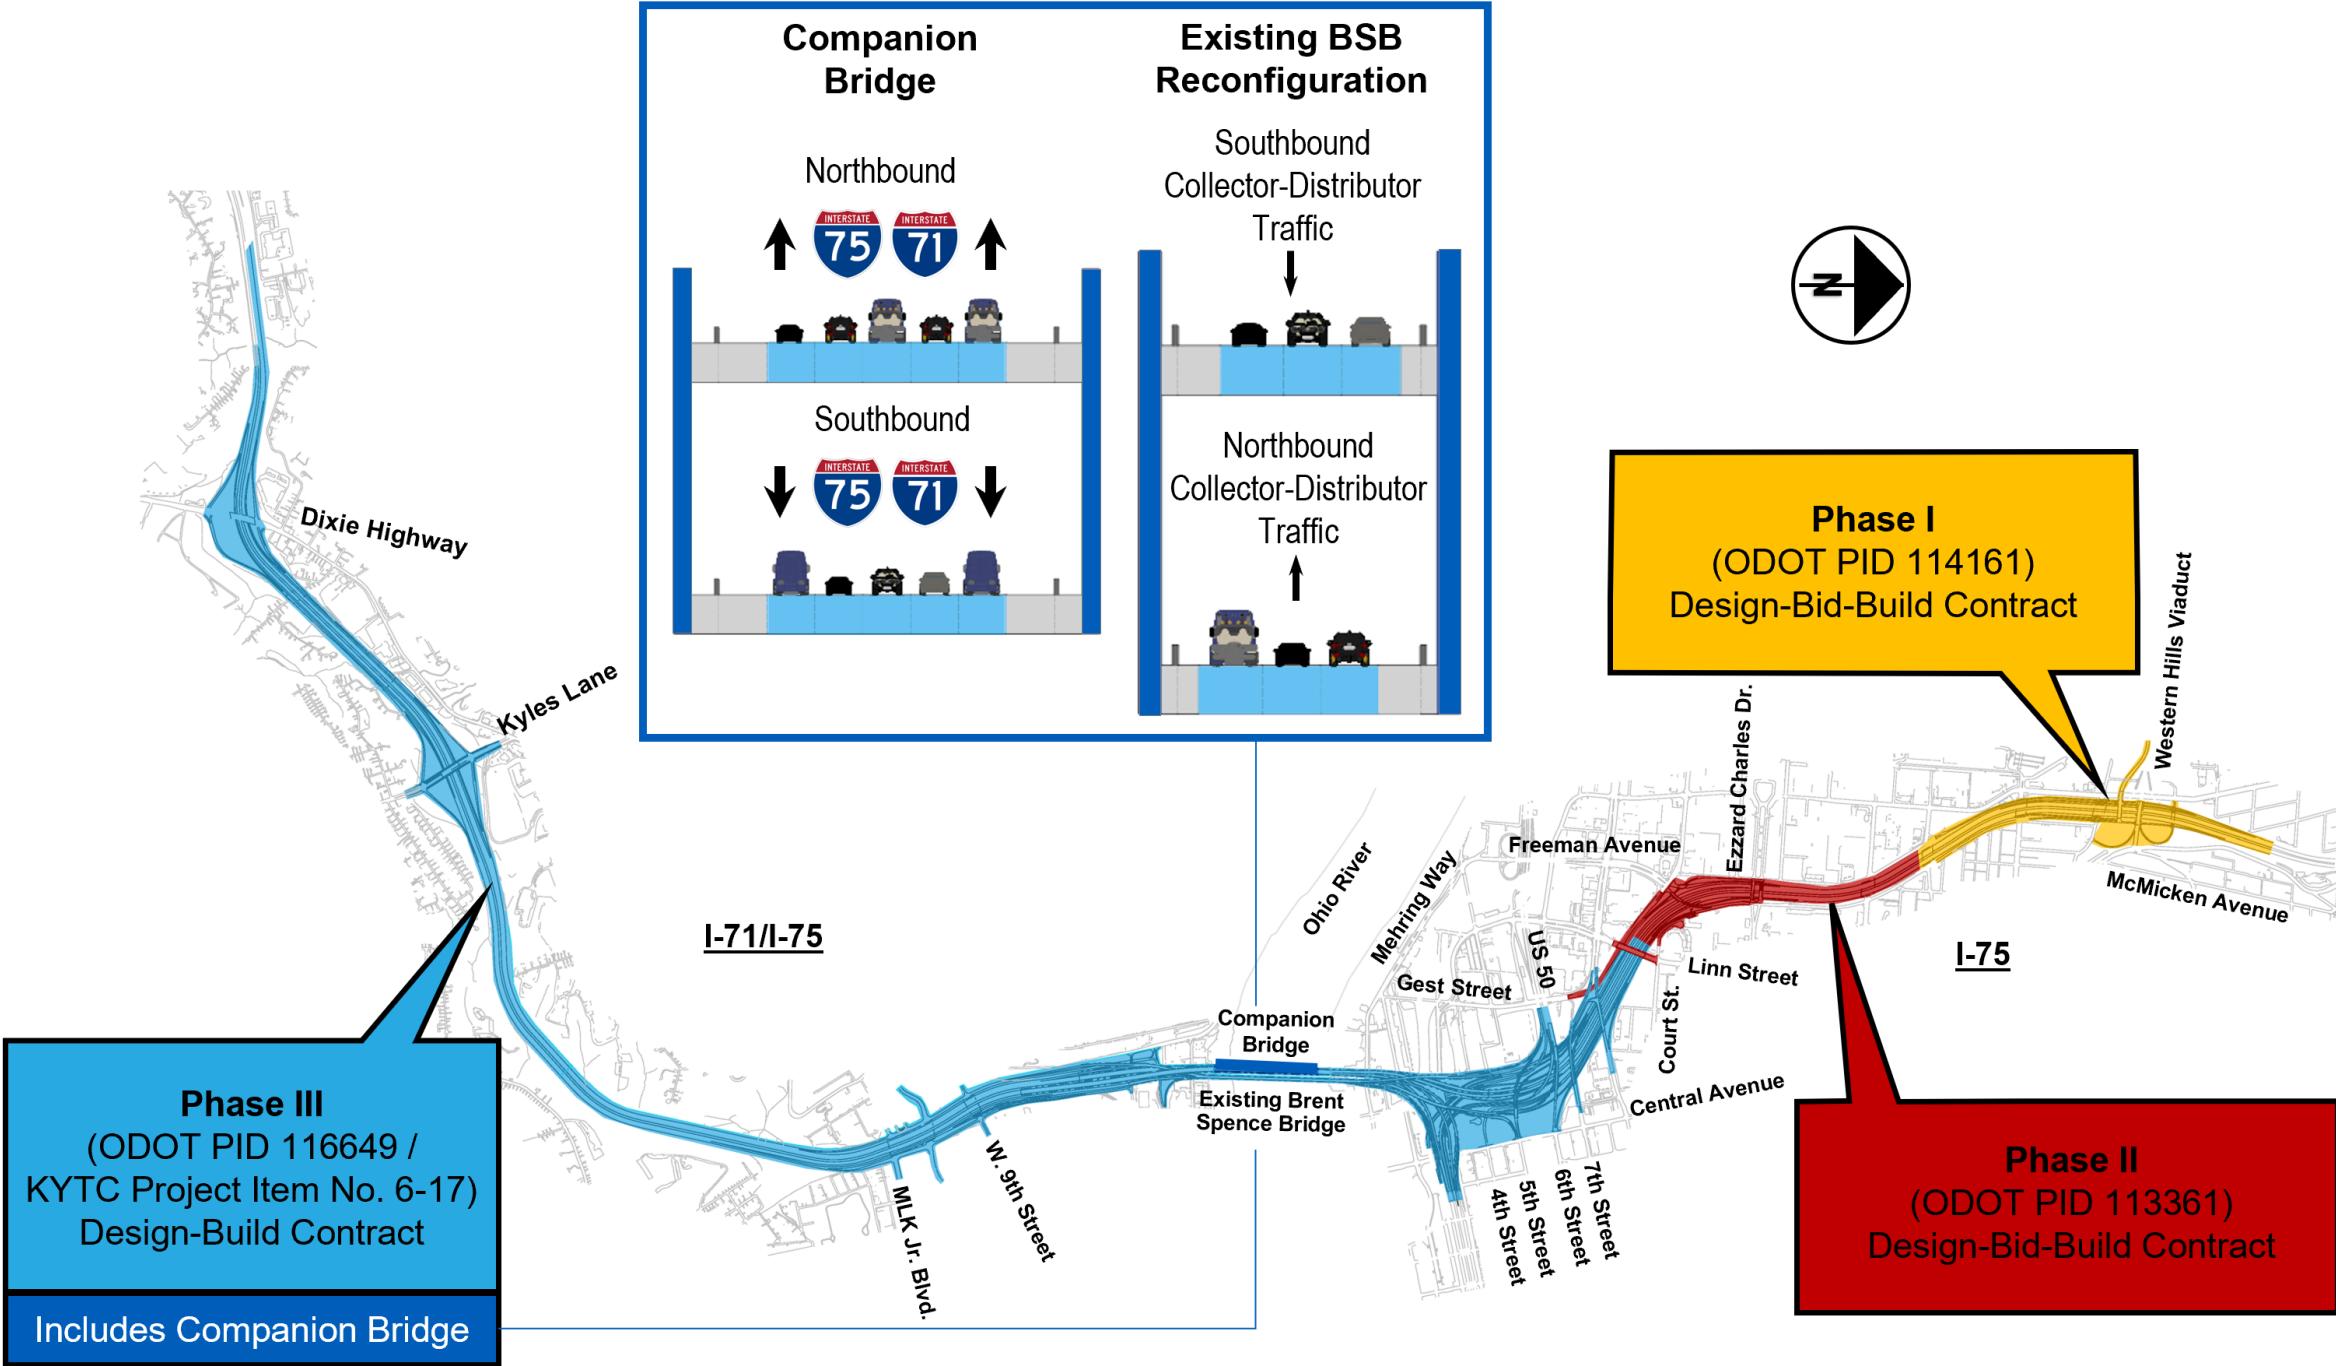 Companion
Bridge
Northbound
INTERSTATE
75
INTERSTATE
71
Southbound
INTERSTATE
75
INTERSTATE
71
Existing BSB
Reconfiguration
Southbound
Collector-Distributor
Traffic
Northbound
Collector-Distributor
Traffic
N
Phase I
(ODOT PID 114161)
Design-Bid-Build Contract
Western Hills Viaduct
Dixie Highway
Kyles Lane
Ezzard Charles Dr.
Freeman Avenue
McMicken Avenue
Ohio River
Mehring Way
I-71/I-75
US 50
Gest Street
Linn Street
I-75
Court St.
Companion
Bridge
Existing Brent
Spence Bridge
Central Avenue
W. 9th Street
MLK Jr. Blvd.
4th Street
5th Street
6th Street
7th Street
Phase III
(ODOT PID 116649 /
KYTC Project Item No. 6-17)
Design-Build Contract
Includes Companion Bridge
Phase II
(ODOT PID 113361)
Design-Bid-Build Contract